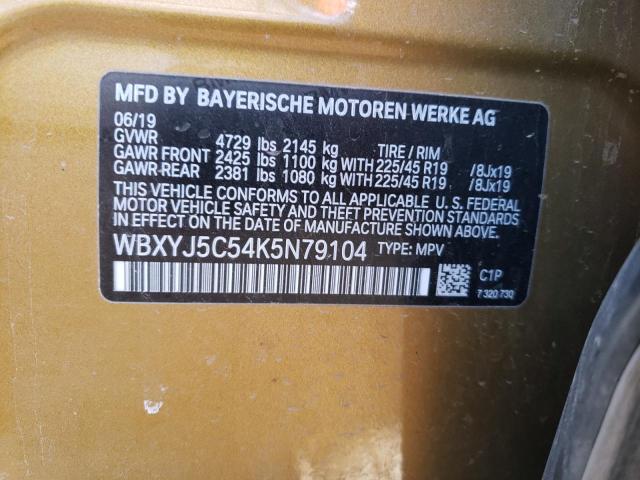 MFD BY BAYERISCHE MOTOREN WERKE AG
06/19
GVWR 4729 lbs 2145 kg TIRE / RIM
GAWR FRONT 2425 lbs 1100 kg WITH 225/45 R19 /8Jx19
GAWR-REAR 2381 lbs 1080 kg WITH 225/45 R19 /8Jx19
THIS VEHICLE CONFORMS TO ALL APPLICABLE U. S. FEDERAL
MOTOR VEHICLE SAFETY AND THEFT PREVENTION STANDARDS
IN EFFECT ON THE DATE OF MANUFACTURE SHOWN ABOVE.
WBXYJ5C54K5N79104 TYPE: MPV
C1P
7 320 730